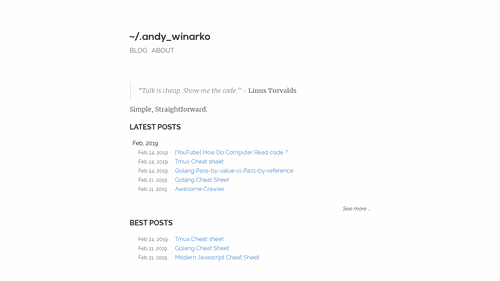 ~/.andy_winarko
BLOG ABOUT
“Talk is cheap. Show me the code.” - Linus Torvalds
Simple, Straightforward.
LATEST POSTS
Feb, 2019
Feb 24, 2019 [YouTube] How Do Computer Read code ?
Feb 24, 2019 Tmux Cheat sheet
Feb 24, 2019 Golang Pass-by-value vs Pass-by-reference
Feb 21, 2019 Golang Cheat Sheet
Feb 21, 2019 Awesome Crawler
See more ..
BEST POSTS
Feb 24, 2019 Tmux Cheat sheet
Feb 21, 2019 Golang Cheat Sheet
Feb 21, 2019 Modern Javascript Cheat Sheet